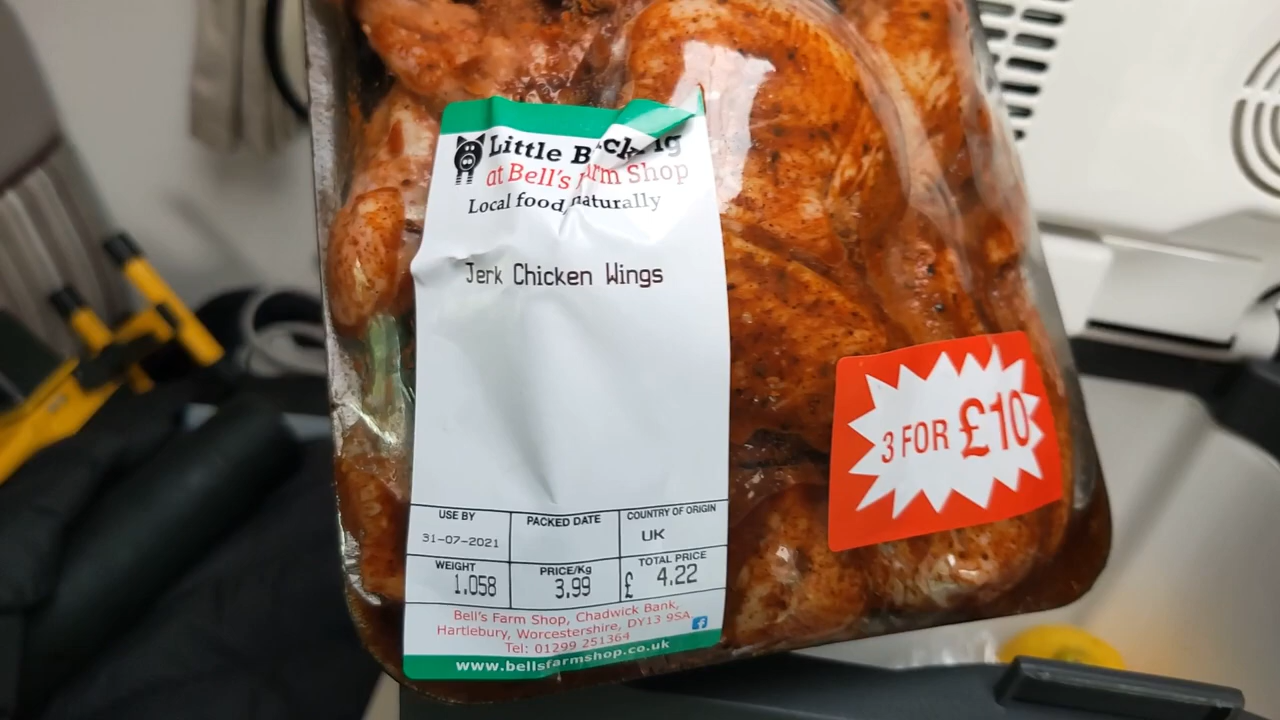 Little B
at Bell's Farm Shop
Local food, naturally
Jerk Chicken Wings
USE BY
31-07-2021
PACKED DATE
COUNTRY OF ORIGIN
UK
WEIGHT
1.058
PRICE/Kg
3.99
TOTAL PRICE
£ 4.22
Bell's Farm Shop, Chadwick Bank,
Hartlebury, Worcestershire, DY13 9SA
Tel: 01299 251364
www.bellsfarmshop.co.uk
3 FOR £10